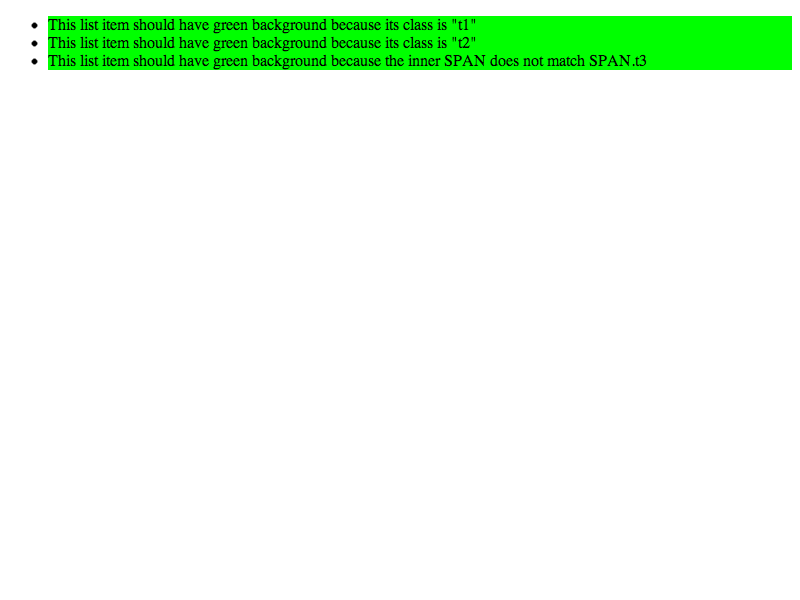 This list item should have green background because its class is "t1"
This list item should have green background because its class is "t2"
This list item should have green background because the inner SPAN does not match SPAN.t3